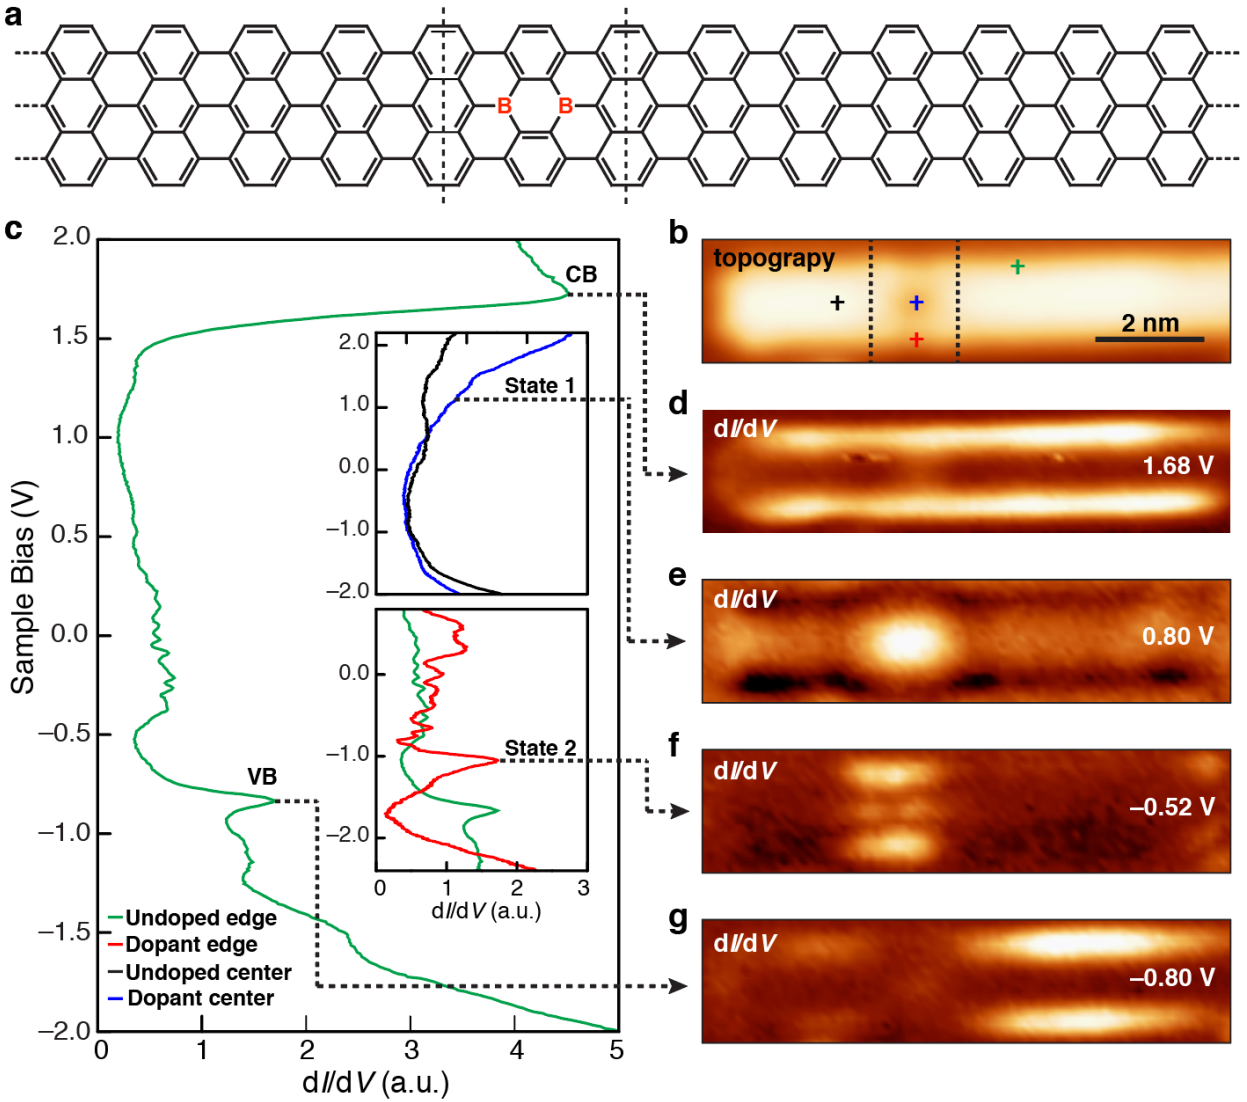 a
B B
c
2.0
1.5
1.0
0.5
0.0
−0.5
−1.0
−1.5
−2.0
Sample Bias (V)
0 1 2 3 4 5
dI/dV (a.u.)
CB
VB
Undoped edge
Dopant edge
Undoped center
Dopant center
2.0
1.0
0.0
−1.0
−2.0
State 1
0.0
−1.0
−2.0
State 2
0 1 2 3
dI/dV (a.u.)
b
topograpy
2 nm
d
dI/dV
1.68 V
e
dI/dV
0.80 V
f
dI/dV
−0.52 V
g
dI/dV
−0.80 V